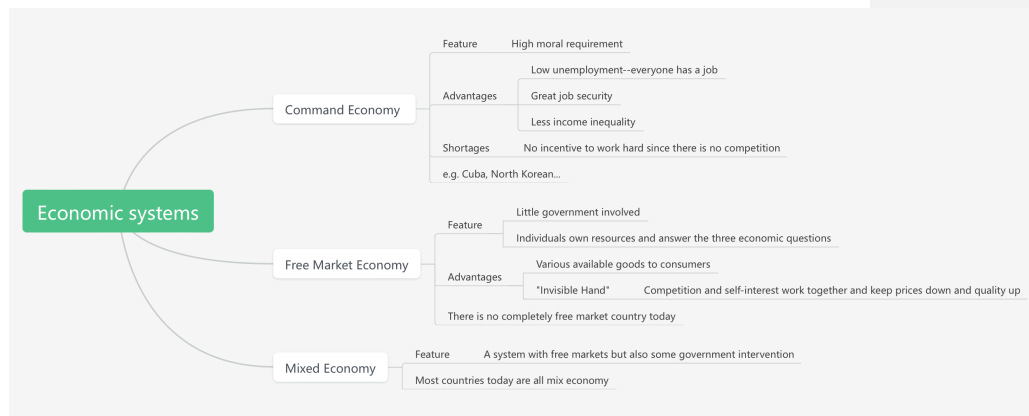 Economic systems
Command Economy
Feature
High moral requirement
Advantages
Low unemployment--everyone has a job
Great job security
Less income inequality
Shortages
No incentive to work hard since there is no competition
e.g. Cuba, North Korean...
Free Market Economy
Feature
Little government involved
Individuals own resources and answer the three economic questions
Advantages
Various available goods to consumers
"Invisible Hand"
Competition and self-interest work together and keep prices down and quality up
There is no completely free market country today
Mixed Economy
Feature
A system with free markets but also some government intervention
Most countries today are all mix economy